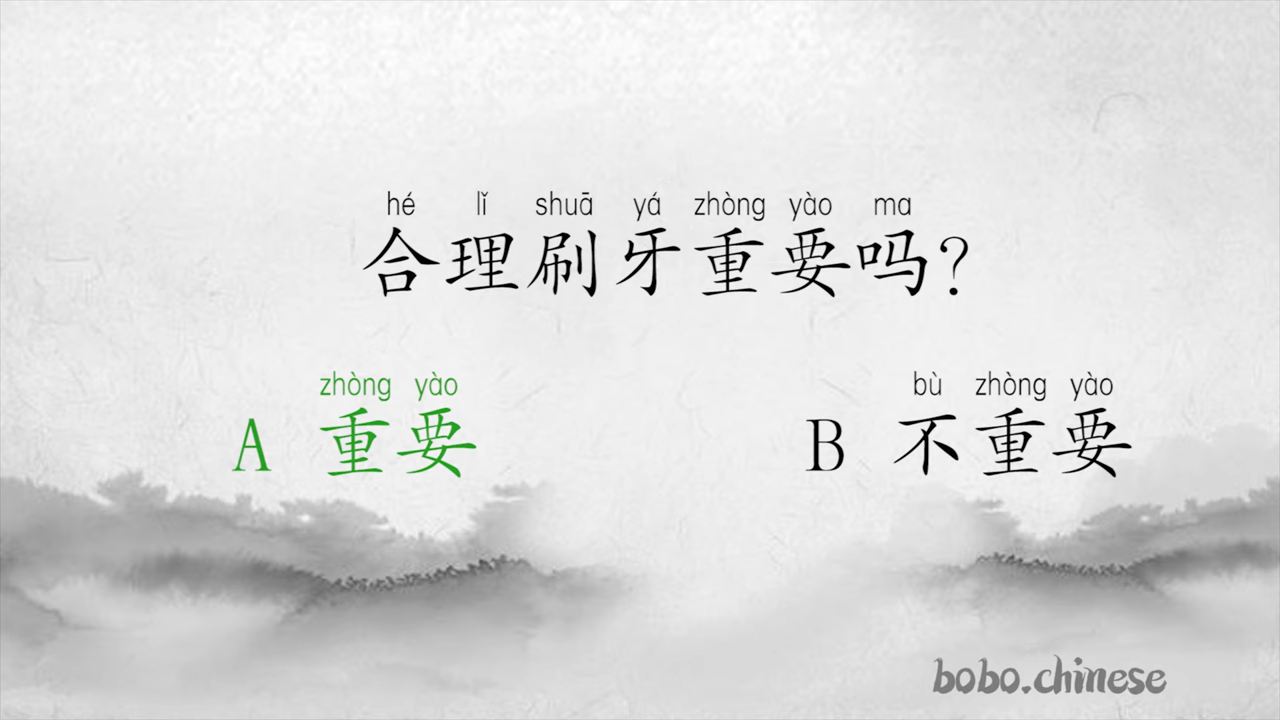 hé lǐ shuā yá zhòng yào ma
合理刷牙重要吗?
zhòng yào
A 重要
bù zhòng yào
B 不重要
bobo.chinese